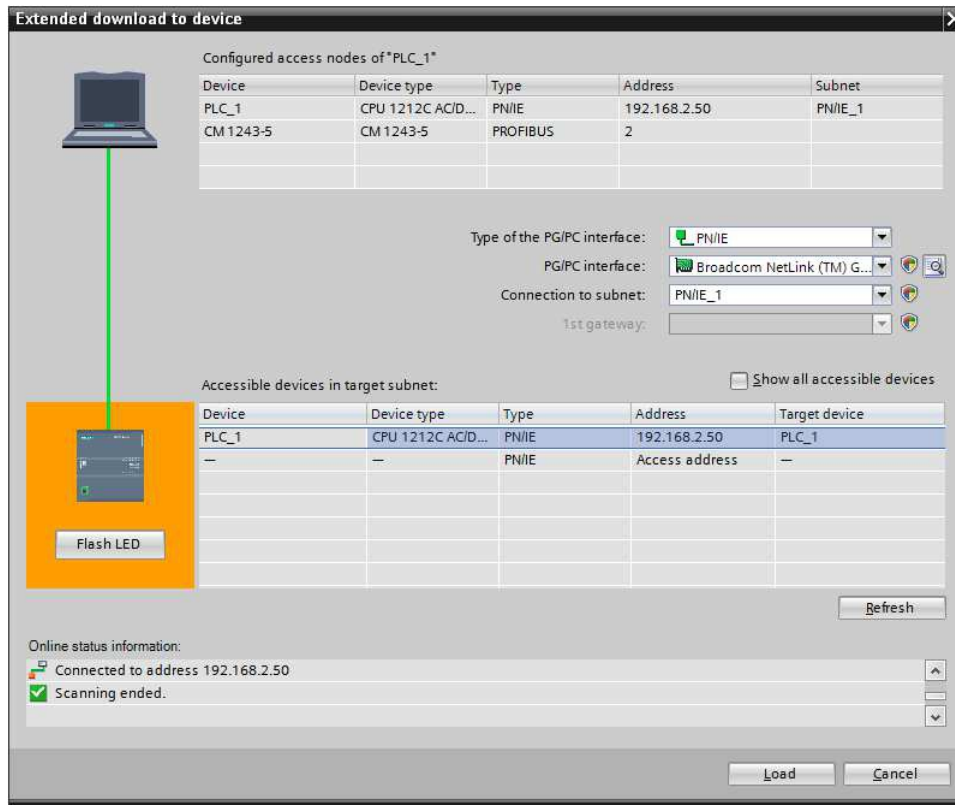 Extended download to device
Configured access nodes of "PLC_1"
Device Device type Type Address Subnet
PLC_1 CPU 1212C AC/D... PN/IE 192.168.2.50 PN/IE_1
CM 1243-5 CM 1243-5 PROFIBUS 2
Type of the PG/PC interface: PN/IE
PG/PC interface: Broadcom NetLink (TM) G...
Connection to subnet: PN/IE_1
1st gateway:
Accessible devices in target subnet: Show all accessible devices
Device Device type Type Address Target device
PLC_1 CPU 1212C AC/D... PN/IE 192.168.2.50 PLC_1
— — PN/IE Access address —
Flash LED
Refresh
Online status information:
Connected to address 192.168.2.50
Scanning ended.
Load Cancel